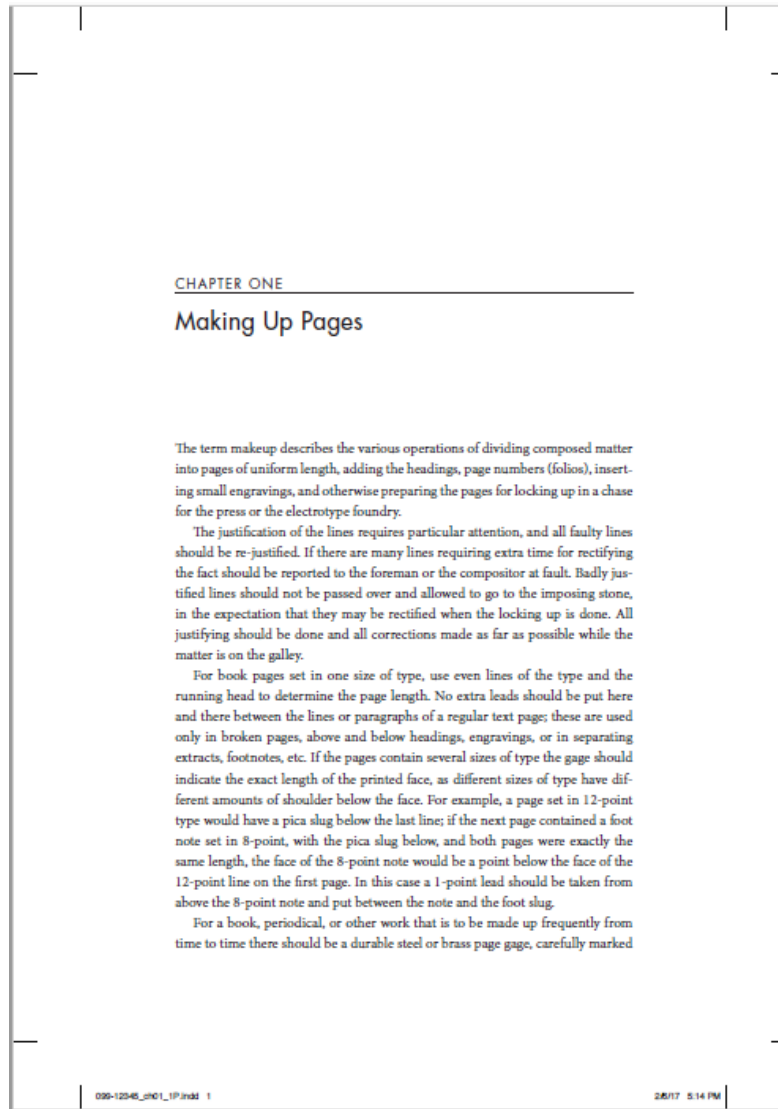 CHAPTER ONE
Making Up Pages
The term makeup describes the various operations of dividing composed matter
into pages of uniform length, adding the headings, page numbers (folios), insert-
ing small engravings, and otherwise preparing the pages for locking up in a chase
for the press or the electrotype foundry.
The justification of the lines requires particular attention, and all faulty lines
should be re-justified. If there are many lines requiring extra time for rectifying
the fact should be reported to the foreman or the compositor at fault. Badly jus-
tified lines should not be passed over and allowed to go to the imposing stone,
in the expectation that they may be rectified when the locking up is done. All
justifying should be done and all corrections made as far as possible while the
matter is on the galley.
For book pages set in one size of type, use even lines of the type and the
running head to determine the page length. No extra leads should be put here
and there between the lines or paragraphs of a regular text page; these are used
only in broken pages, above and below headings, engravings, or in separating
extracts, footnotes, etc. If the pages contain several sizes of type the gage should
indicate the exact length of the printed face, as different sizes of type have dif-
ferent amounts of shoulder below the face. For example, a page set in 12-point
type would have a pica slug below the last line; if the next page contained a foot
note set in 8-point, with the pica slug below, and both pages were exactly the
same length, the face of the 8-point note would be a point below the face of the
12-point line on the first page. In this case a 1-point lead should be taken from
above the 8-point note and put between the note and the foot slug.
For a book, periodical, or other work that is to be made up frequently from
time to time there should be a durable steel or brass page gage, carefully marked
099-12345_ch01_1P.indd 1 2/6/17 5:14 PM